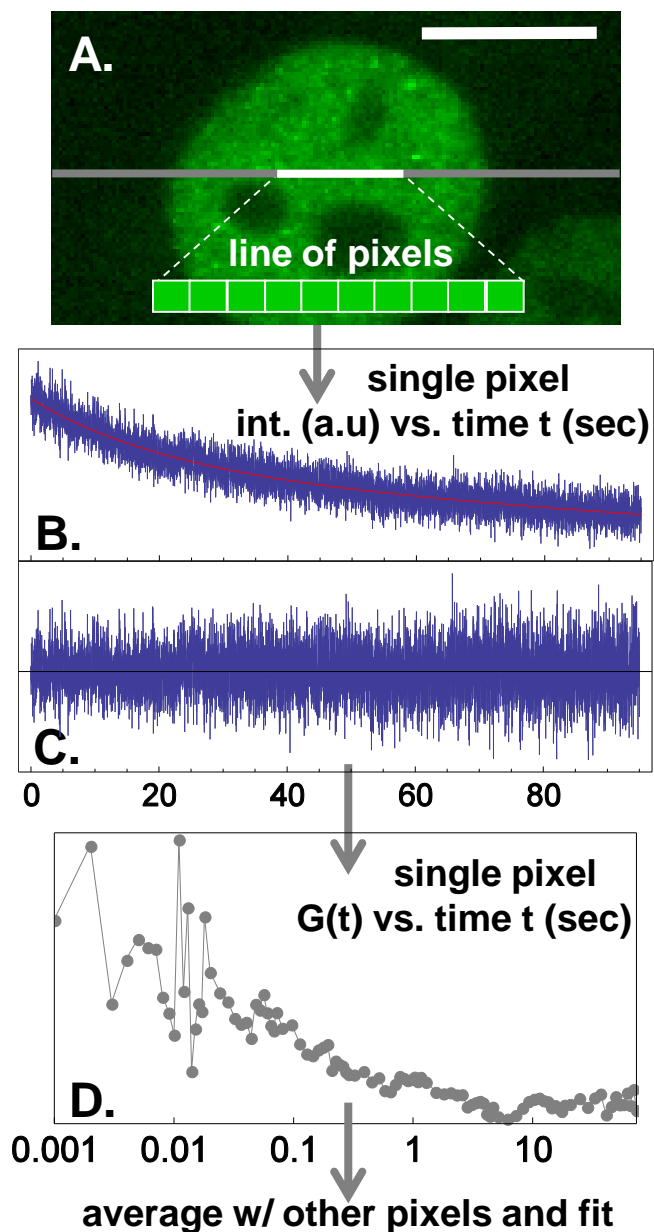 A.
line of pixels
single pixel
int. (a.u) vs. time t (sec)
B.
C.
0 20 40 60 80
single pixel
G(t) vs. time t (sec)
D.
0.001 0.01 0.1 1 10
average w/ other pixels and fit